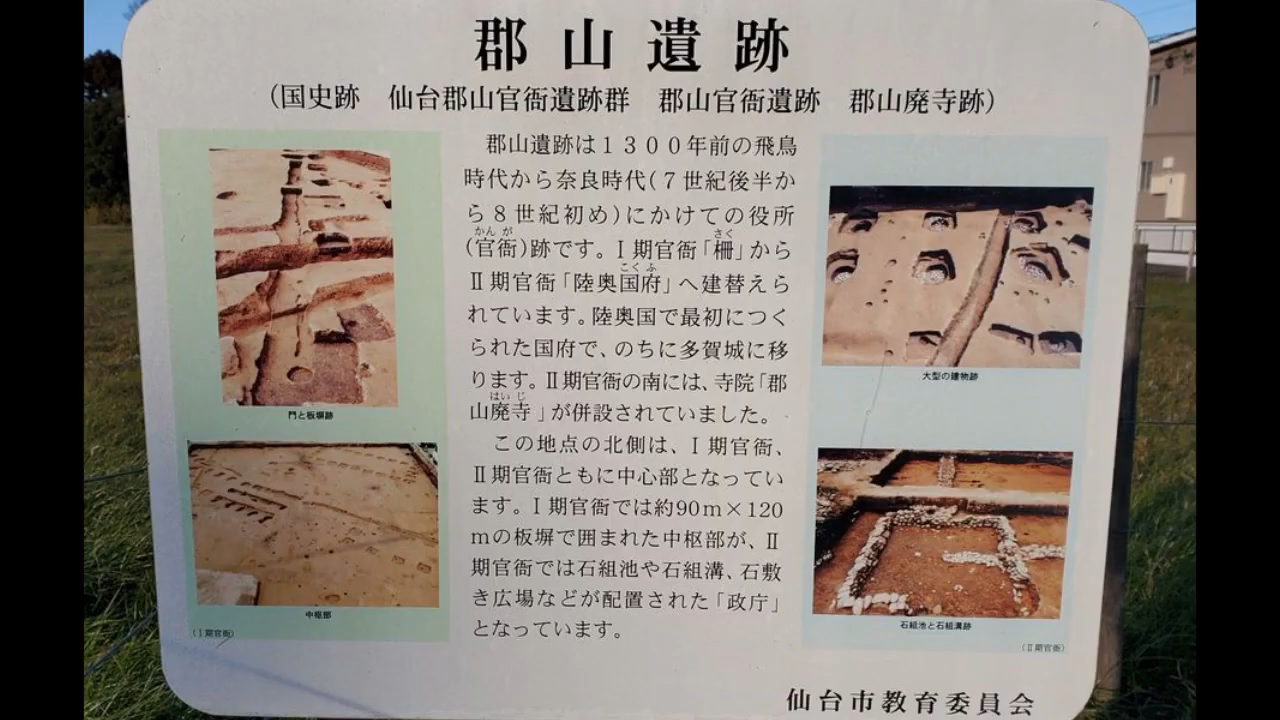 郡山遺跡
（国史跡　仙台郡山官衙遺跡群　郡山官衙遺跡　郡山廃寺跡）
門と板塀跡
中枢部
（Ⅰ期官衙）
郡山遺跡は１３００年前の飛鳥
時代から奈良時代（７世紀後半か
ら８世紀初め）にかけての役所
かんが　さく
（官衙）跡です。Ⅰ期官衙「柵」から
こくふ
Ⅱ期官衙「陸奥国府」へ建替えら
れています。陸奥国で最初につく
られた国府で、のちに多賀城に移
ります。Ⅱ期官衙の南には、寺院「郡
はいじ
山廃寺」が併設されていました。
この地点の北側は、Ⅰ期官衙、
Ⅱ期官衙ともに中心部となってい
ます。Ⅰ期官衙では約90ｍ×120
ｍの板塀で囲まれた中枢部が、Ⅱ
期官衙では石組池や石組溝、石敷
き広場などが配置された「政庁」
となっています。
大型の建物跡
石組池と石組溝跡
（Ⅱ期官衙）
仙台市教育委員会